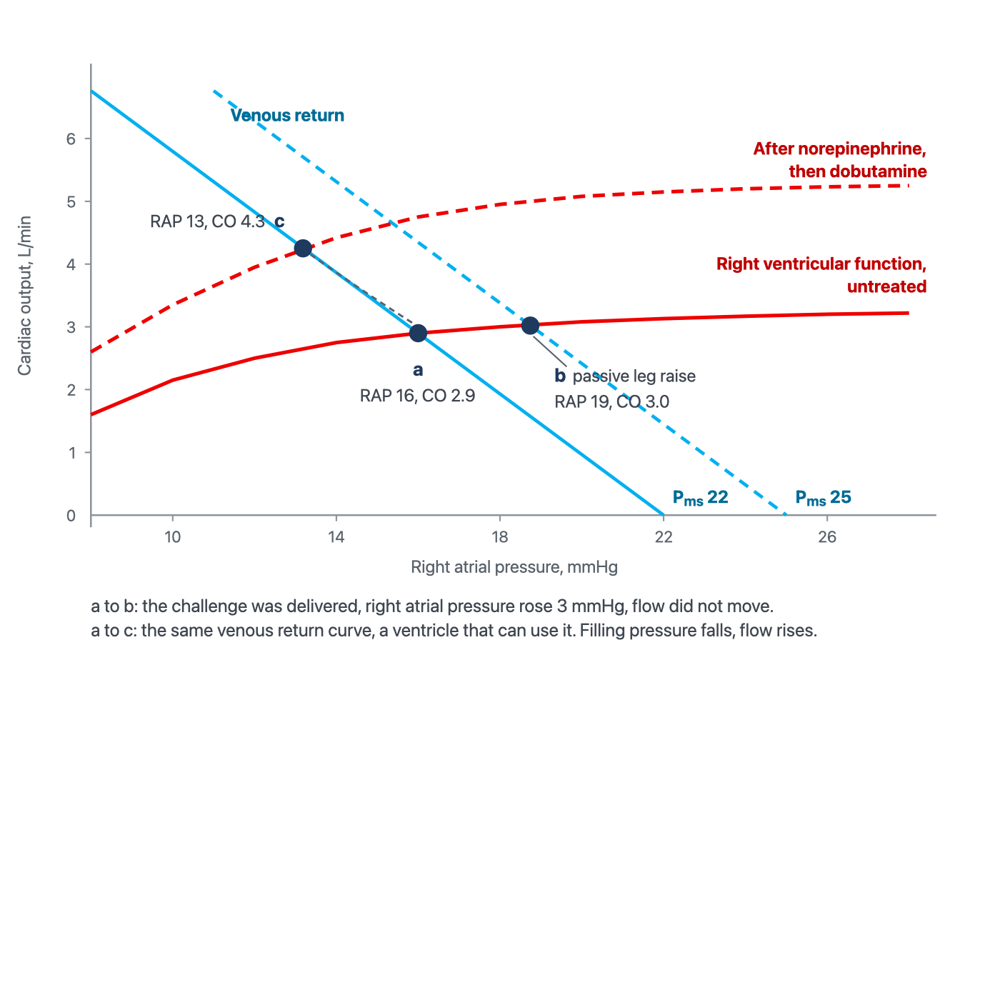 Venous return
After norepinephrine,
then dobutamine
RAP 13, CO 4.3 c
Right ventricular function,
untreated
a
RAP 16, CO 2.9
b passive leg raise
RAP 19, CO 3.0
Pms 22
Pms 25
6
5
4
3
2
1
0
Cardiac output, L/min
10 14 18 22 26
Right atrial pressure, mmHg
a to b: the challenge was delivered, right atrial pressure rose 3 mmHg, flow did not move.
a to c: the same venous return curve, a ventricle that can use it. Filling pressure falls, flow rises.